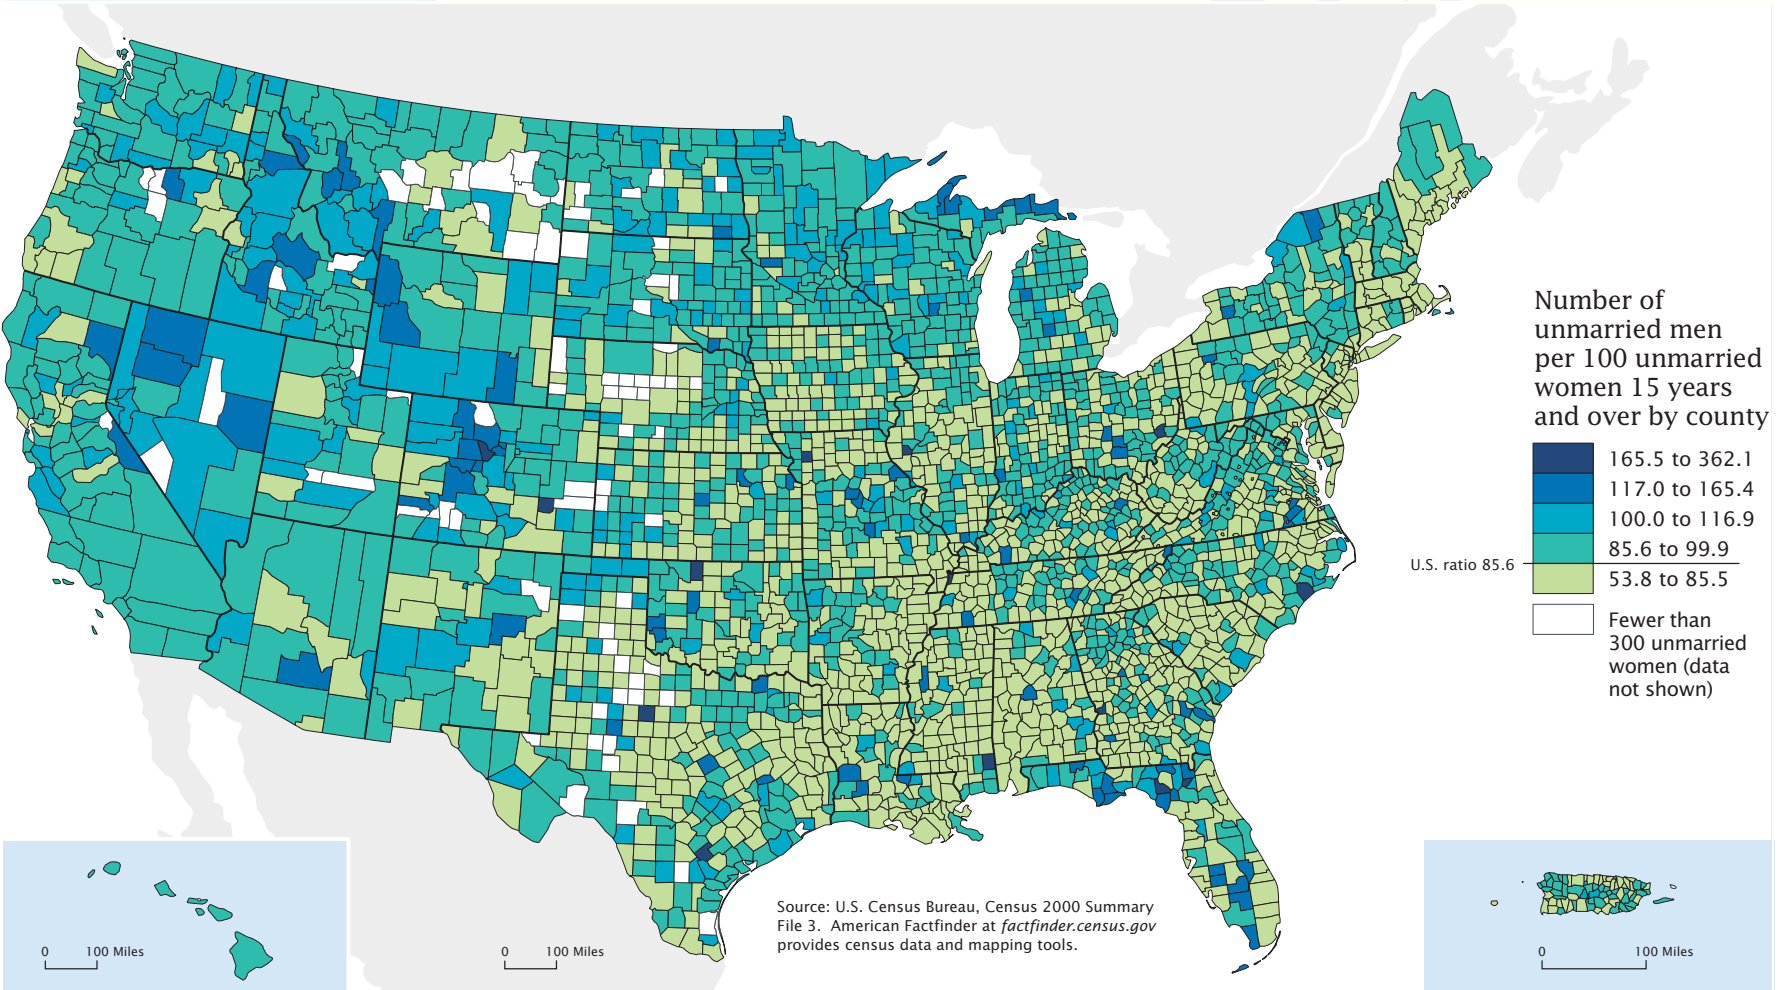 Number of
unmarried men
per 100 unmarried
women 15 years
and over by county
165.5 to 362.1
117.0 to 165.4
100.0 to 116.9
85.6 to 99.9
U.S. ratio 85.6
53.8 to 85.5
Fewer than
300 unmarried
women (data
not shown)
Source: U.S. Census Bureau, Census 2000 Summary
File 3. American Factfinder at factfinder.census.gov
provides census data and mapping tools.
0 100 Miles
0 100 Miles
0 100 Miles